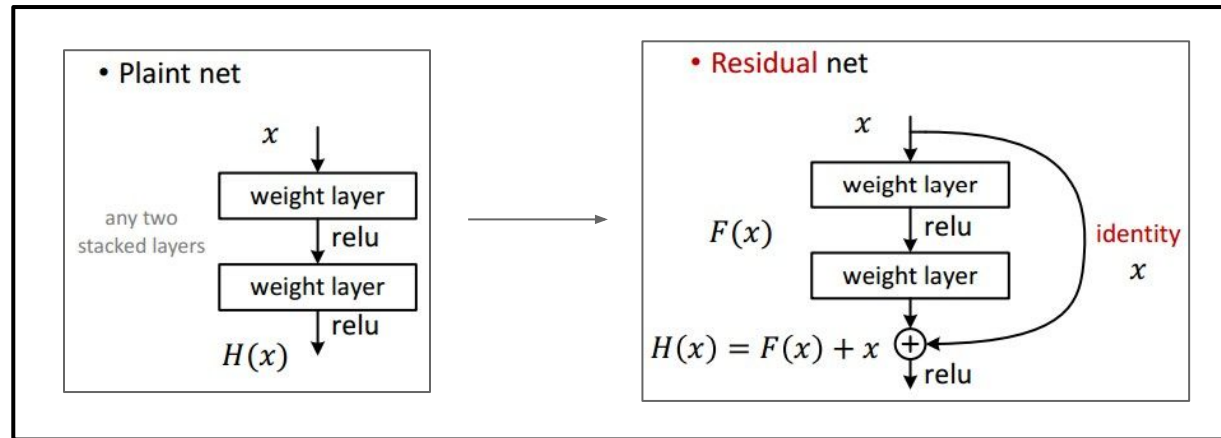 • Plaint net
x
weight layer
any two
stacked layers
relu
weight layer
relu
H(x)
• Residual net
x
weight layer
relu
F(x)
identity
x
weight layer
H(x) = F(x) + x
relu